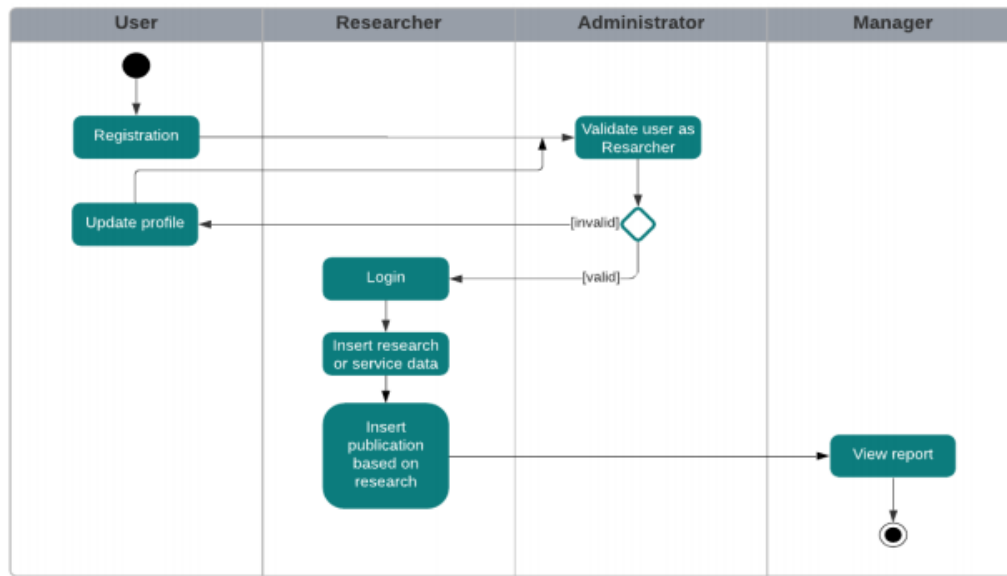 User
Researcher
Administrator
Manager
Registration
Validate user as
Resarcher
Update profile
[invalid]
Login
[valid]
Insert research
or service data
Insert
publication
based on
research
View report